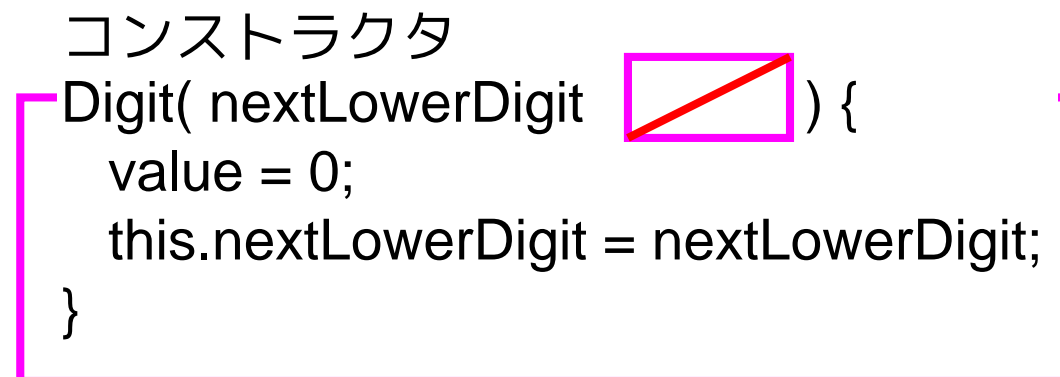 コンストラクタ
Digit( nextLowerDigit ) {
value = 0;
this.nextLowerDigit = nextLowerDigit;
}